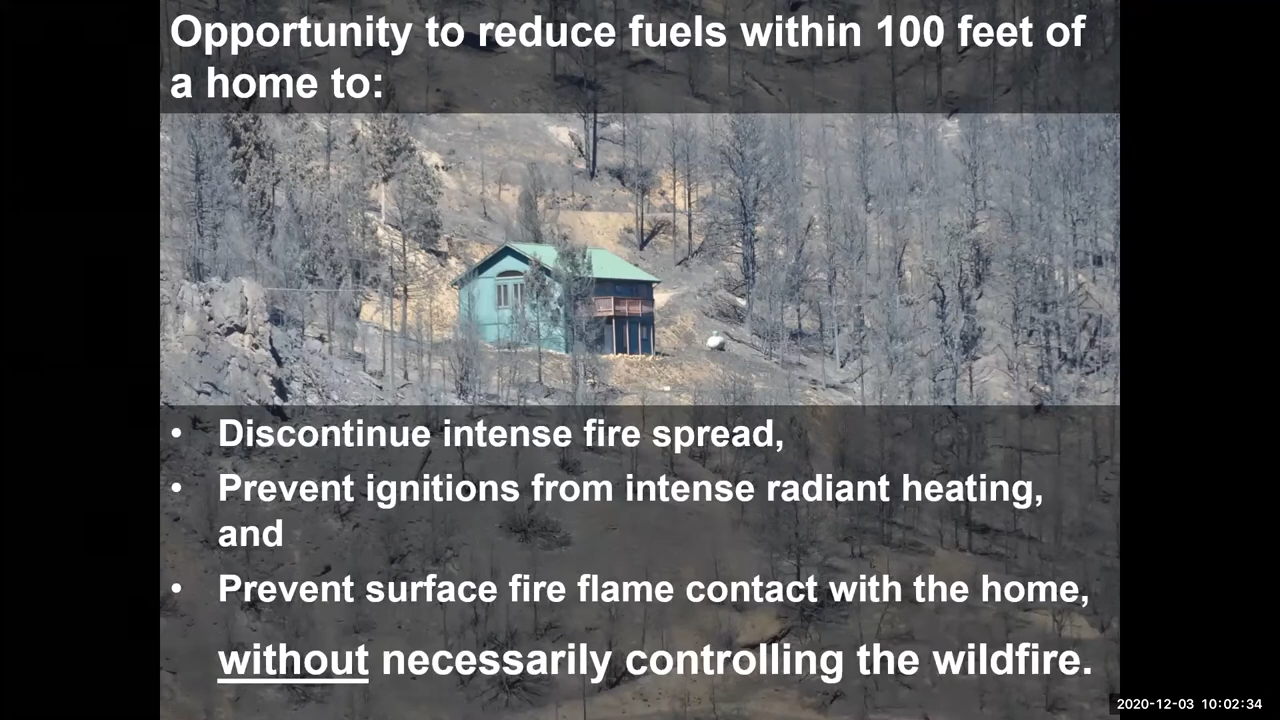 Opportunity to reduce fuels within 100 feet of
a home to:
• Discontinue intense fire spread,
• Prevent ignitions from intense radiant heating,
and
• Prevent surface fire flame contact with the home,
without necessarily controlling the wildfire.
2020-12-03 10:02:34